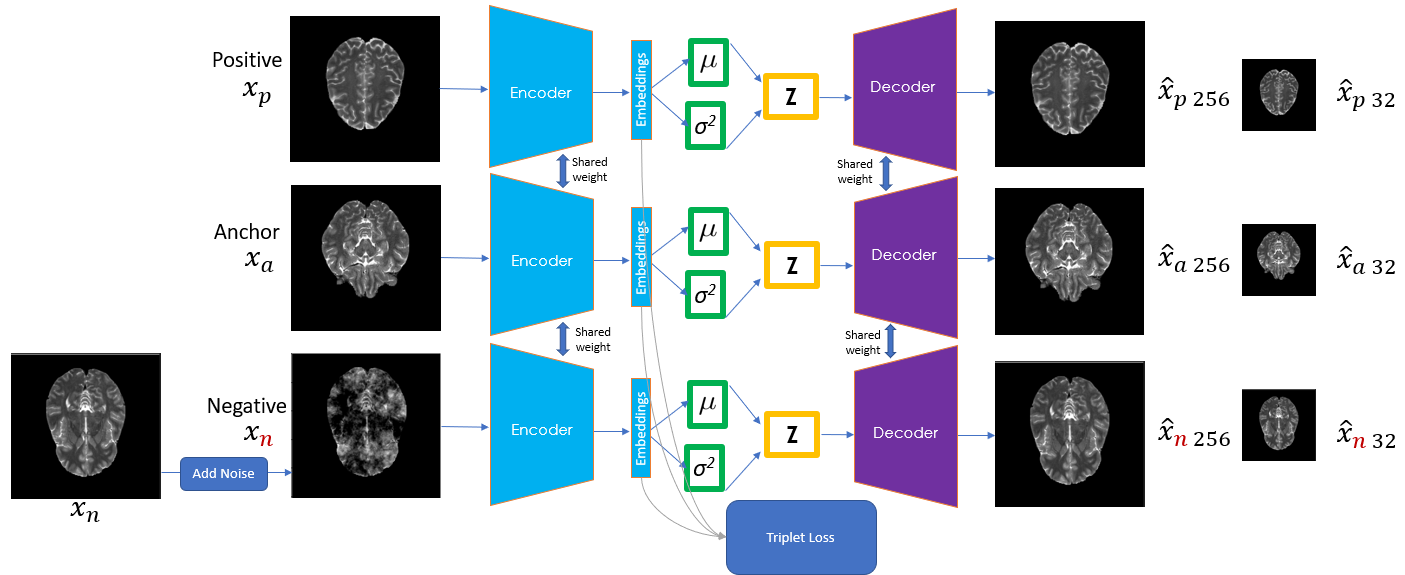 Positive
x_p
Encoder
Embeddings
μ
σ²
Z
Decoder
x̂_p 256
x̂_p 32
Shared
weight
Shared
weight
Anchor
x_a
Encoder
Embeddings
μ
σ²
Z
Decoder
x̂_a 256
x̂_a 32
Shared
weight
Shared
weight
x_n
Add Noise
Negative
x_n
Encoder
Embeddings
μ
σ²
Z
Decoder
x̂_n 256
x̂_n 32
Triplet Loss